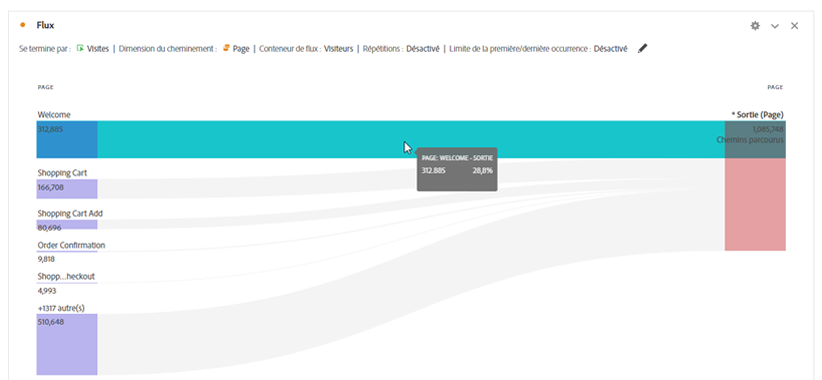 Flux
Se termine par : Visites | Dimension du cheminement : Page | Conteneur de flux : Visiteurs | Répétitions : Désactivé | Limite de la première/dernière occurrence : Désactivé
PAGE PAGE
Welcome * Sortie (Page)
312,885 1,085,748
Chemins parcourus
PAGE: WELCOME - SORTIE
312.885 28,8%
Shopping Cart
166,708
Shopping Cart Add
80,696
Order Confirmation
9,818
Shopp...heckout
4,993
+1317 autre(s)
510,648